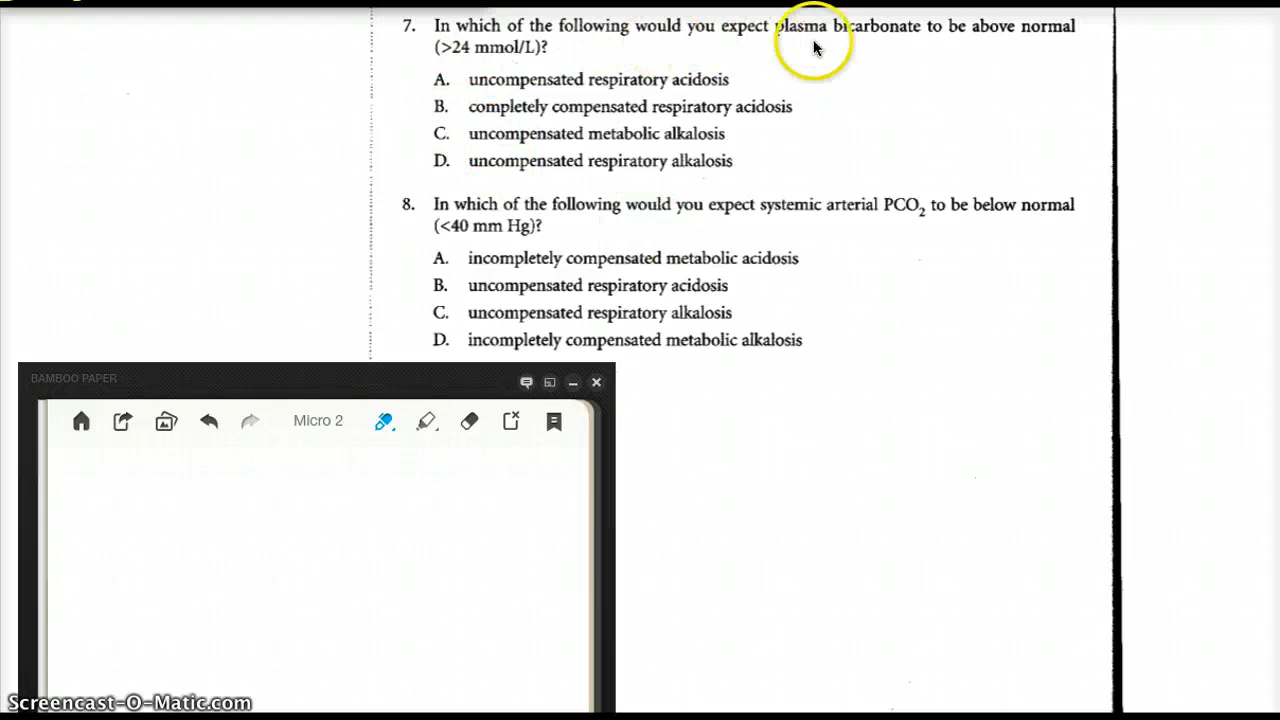 7. In which of the following would you expect plasma bicarbonate to be above normal
(>24 mmol/L)?
A. uncompensated respiratory acidosis
B. completely compensated respiratory acidosis
C. uncompensated metabolic alkalosis
D. uncompensated respiratory alkalosis
8. In which of the following would you expect systemic arterial PCO₂ to be below normal
(<40 mm Hg)?
A. incompletely compensated metabolic acidosis
B. uncompensated respiratory acidosis
C. uncompensated respiratory alkalosis
D. incompletely compensated metabolic alkalosis
BAMBOO PAPER
Micro 2
Screencast-O-Matic.com